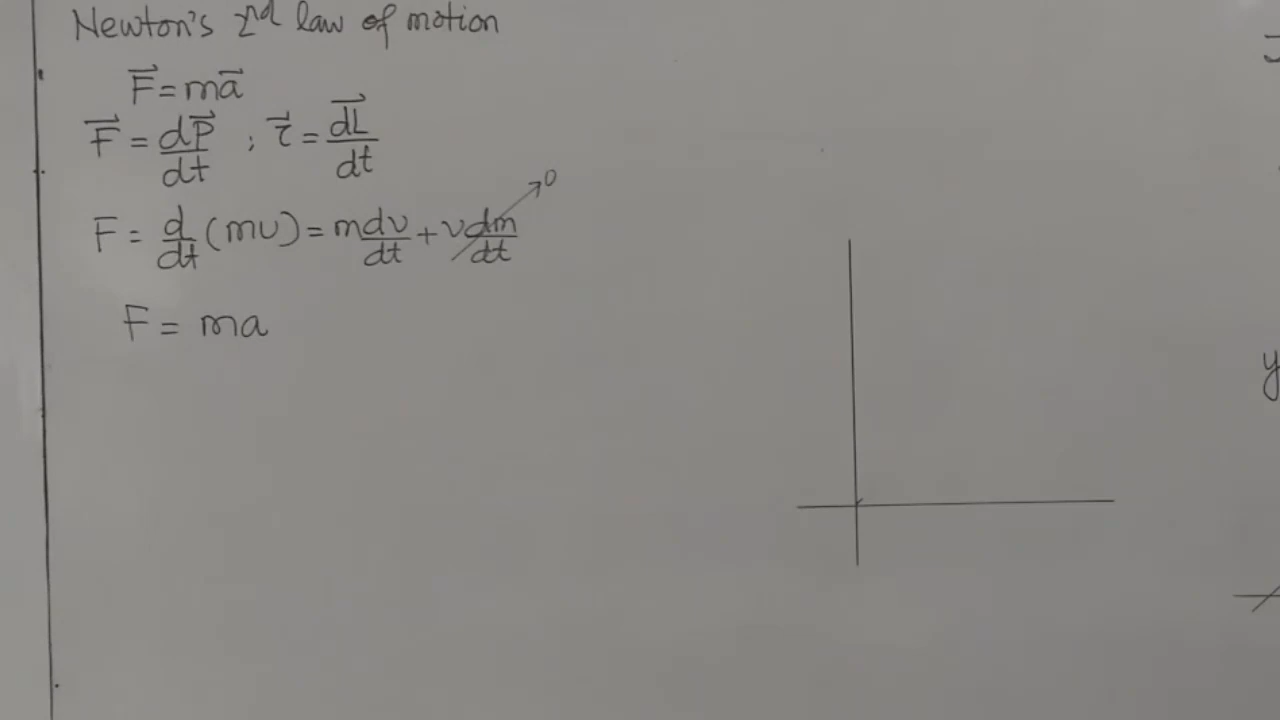 Newton's 2nd law of motion
F⃗ = ma⃗
F⃗ = dP⃗/dt ; τ⃗ = dL⃗/dt
F = d/dt (mv) = m dv/dt + v dm/dt → 0
F = ma
y